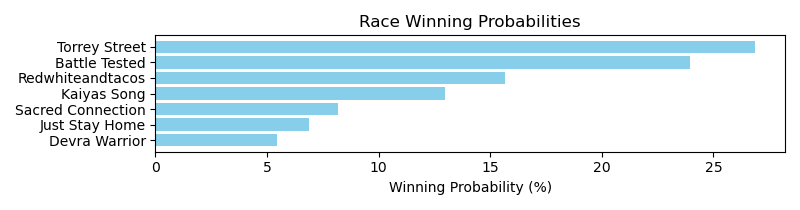 Race Winning Probabilities
Torrey Street
Battle Tested
Redwhiteandtacos
Kaiyas Song
Sacred Connection
Just Stay Home
Devra Warrior
0 5 10 15 20 25
Winning Probability (%)